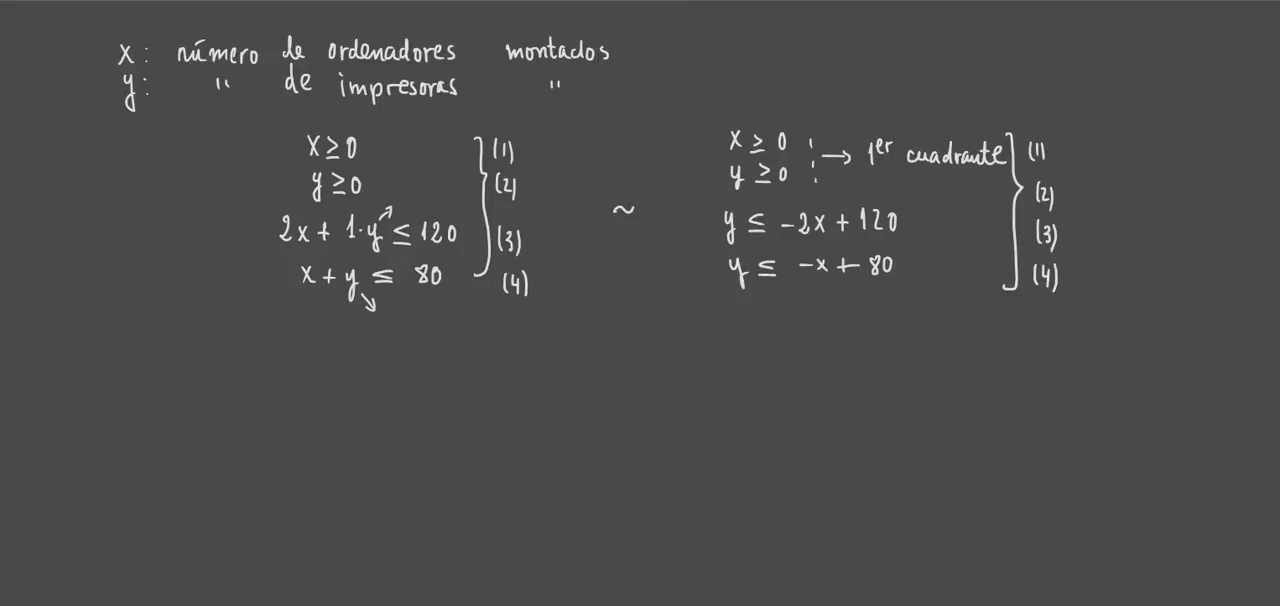 x: número de ordenadores montados
y: " de impresoras "
x ≥ 0 (1)
y ≥ 0 (2)
2x + 1·y ≤ 120 (3)
x + y ≤ 80 (4)
~
x ≥ 0 → 1er cuadrante (1)
y ≥ 0 (2)
y ≤ -2x + 120 (3)
y ≤ -x + 80 (4)